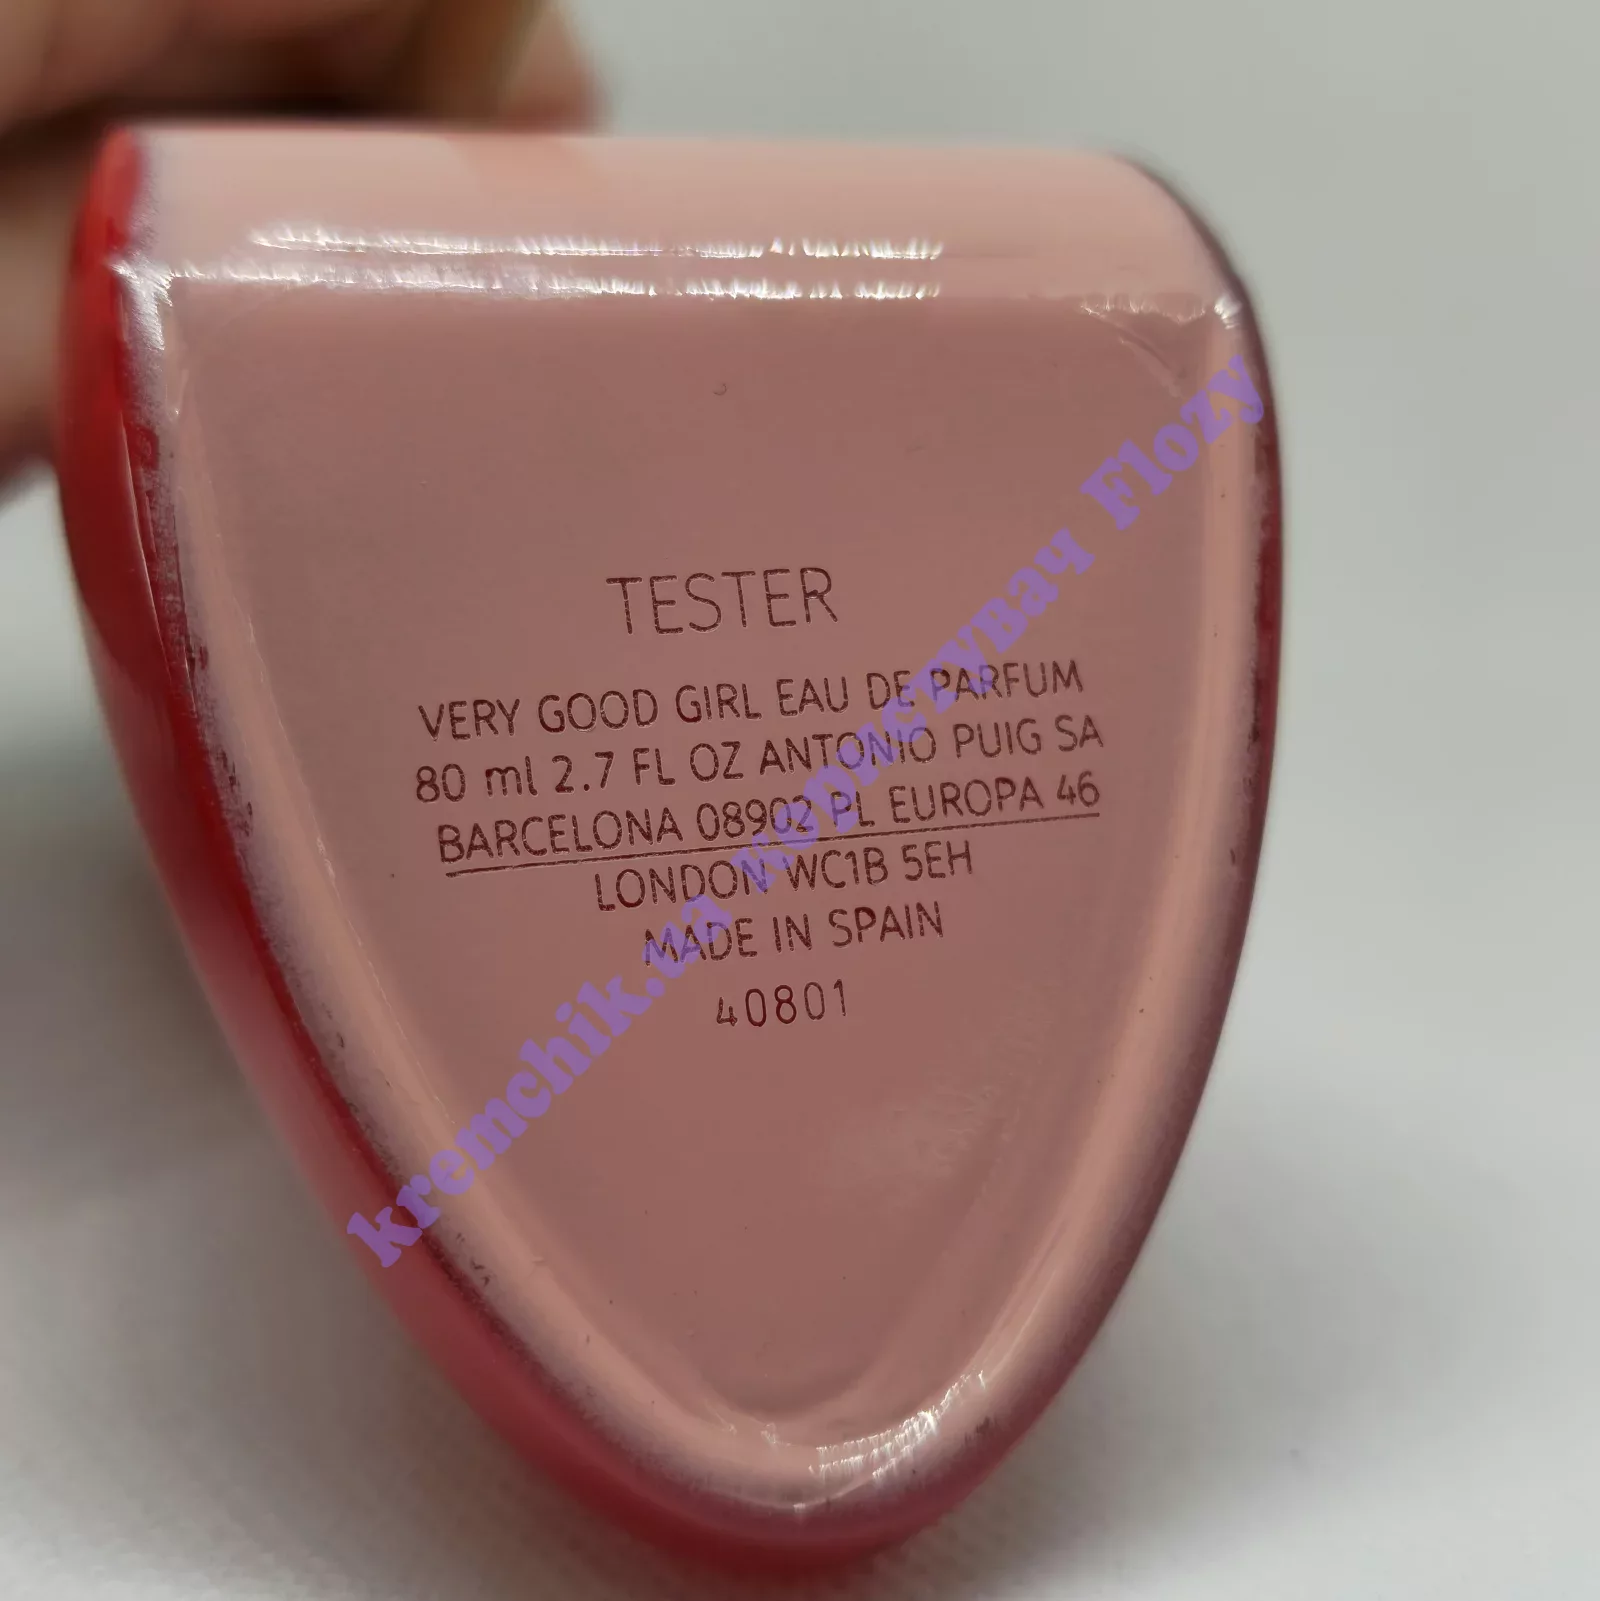 TESTER
VERY GOOD GIRL EAU DE PARFUM
80 ml 2.7 FL OZ ANTONIO PUIG SA
BARCELONA 08902 PL EUROPA 46
LONDON WC1B 5EH
MADE IN SPAIN
40801
kremchik.ua користувач Flozy